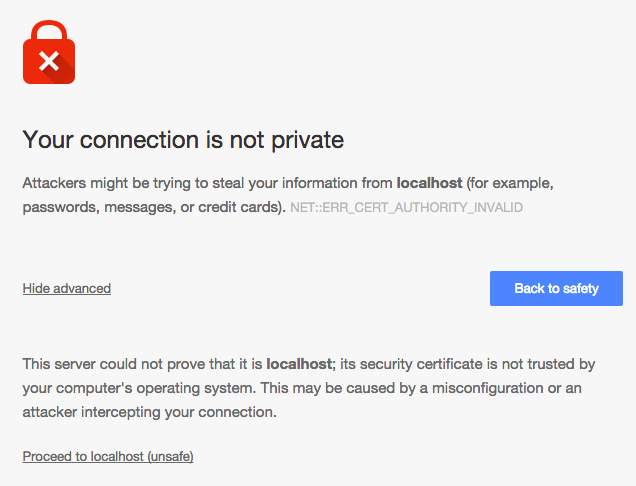 Your connection is not private
Attackers might be trying to steal your information from localhost (for example,
passwords, messages, or credit cards). NET::ERR_CERT_AUTHORITY_INVALID
Hide advanced
Back to safety
This server could not prove that it is localhost; its security certificate is not trusted by
your computer's operating system. This may be caused by a misconfiguration or an
attacker intercepting your connection.
Proceed to localhost (unsafe)